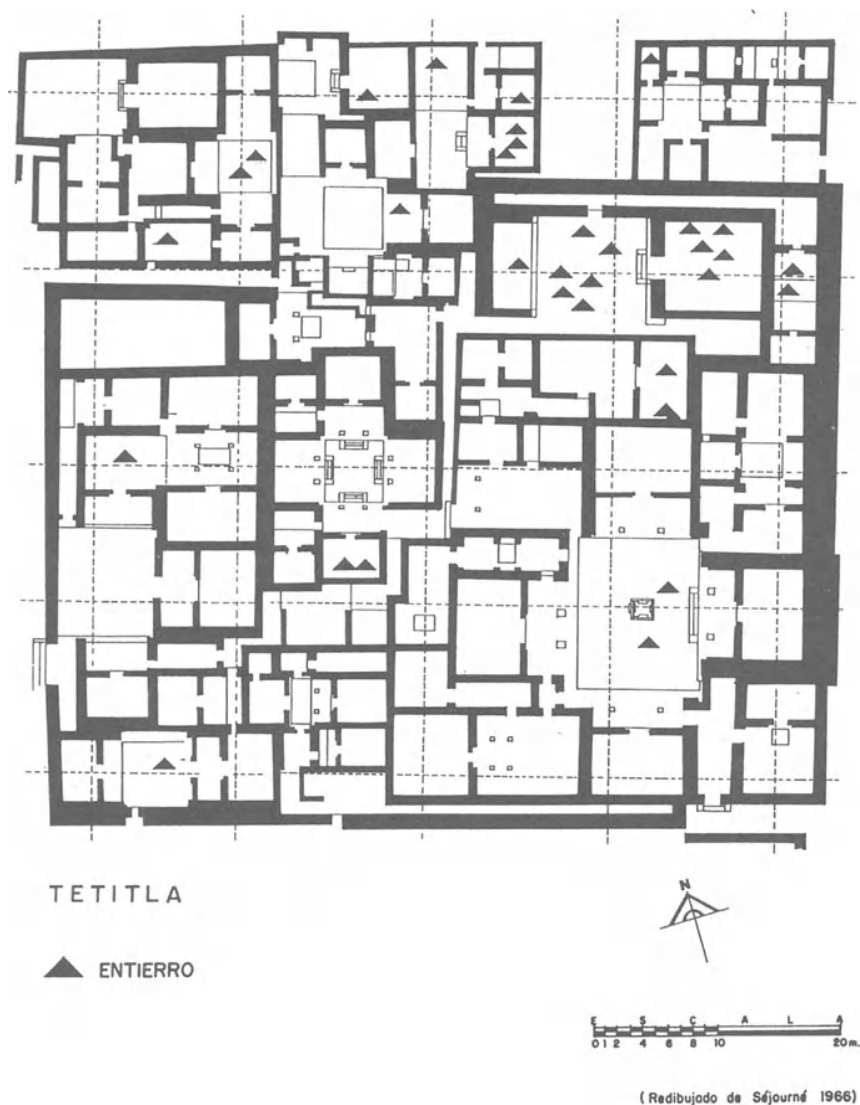 TETITLA
N
ENTIERRO
E S C A L A
0 1 2 4 6 8 10 20 m.
(Redibujado de Séjourné 1966)